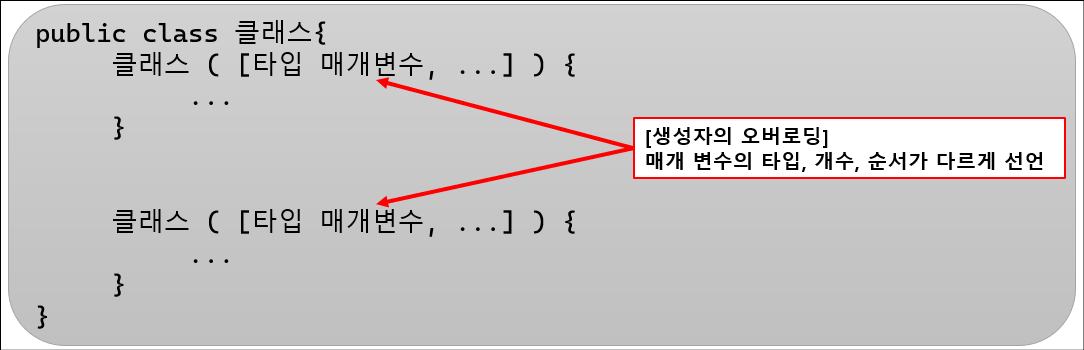 public class 클래스{
클래스 ( [타입 매개변수, ...] ) {
...
}
[생성자의 오버로딩]
매개 변수의 타입, 개수, 순서가 다르게 선언
클래스 ( [타입 매개변수, ...] ) {
...
}
}